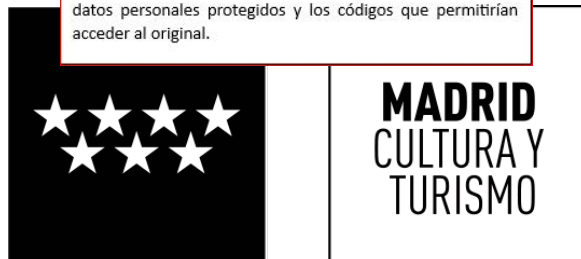 datos personales protegidos y los códigos que permitirían
acceder al original.
MADRID
CULTURA Y
TURISMO